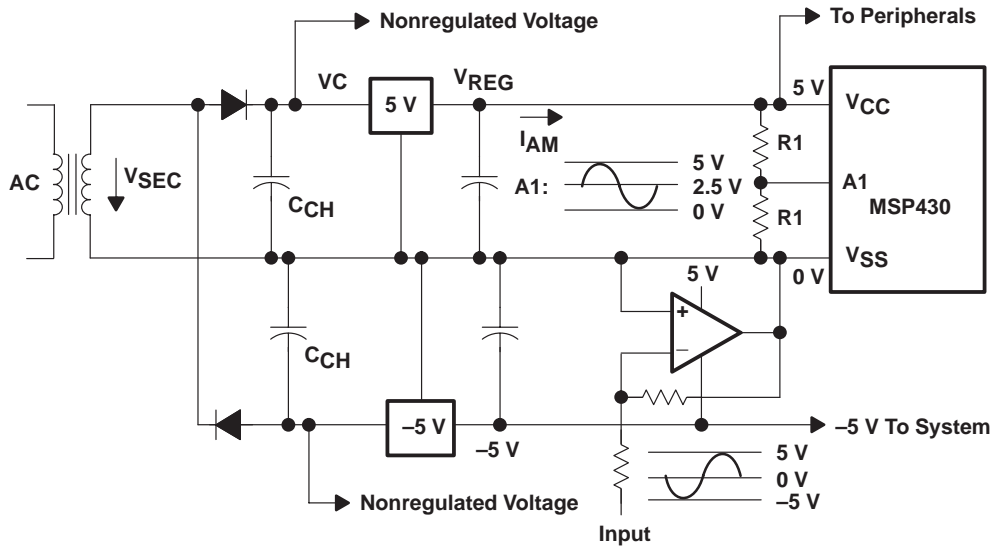 To Peripherals
Nonregulated Voltage
VC
VREG
5 V
5 V
VCC
IAM
R1
AC
VSEC
5 V
A1:
2.5 V
A1
CCH
0 V
R1
MSP430
VSS
5 V
0 V
+
–
CCH
–5 V
–5 V
–5 V To System
5 V
0 V
–5 V
Nonregulated Voltage
Input